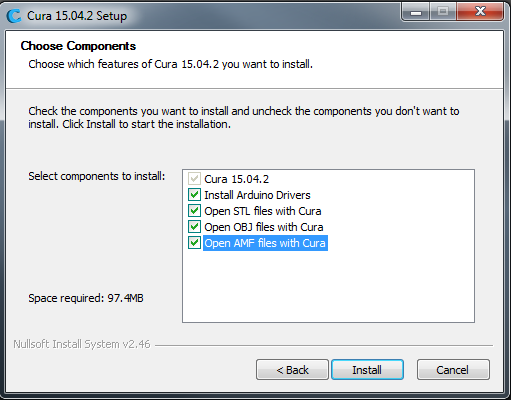 Cura 15.04.2 Setup
Choose Components
Choose which features of Cura 15.04.2 you want to install.
Check the components you want to install and uncheck the components you don't want to
install. Click Install to start the installation.
Select components to install:
Cura 15.04.2
Install Arduino Drivers
Open STL files with Cura
Open OBJ files with Cura
Open AMF files with Cura
Space required: 97.4MB
Nullsoft Install System v2.46
< Back
Install
Cancel